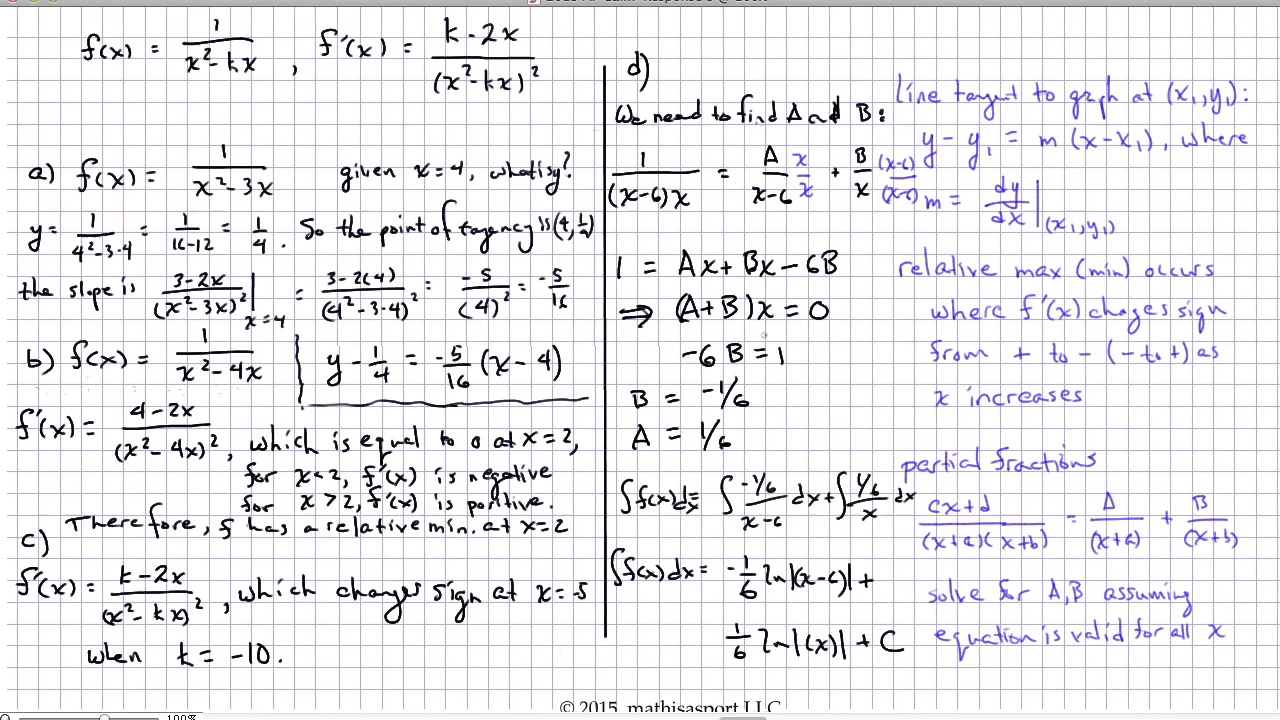 f(x) = 1/(x² - kx) , f'(x) = (k - 2x)/(x² - kx)²
a) f(x) = 1/(x² - 3x) given x = 4, what is y?
y = 1/(4² - 3·4) = 1/(16 - 12) = 1/4 . So the point of tagency is (4, 1/4)
the slope is (3 - 2x)/(x² - 3x)² |x = 4 = (3 - 2(4))/(4² - 3·4)² = -5/(4)² = -5/16
b) f(x) = 1/(x² - 4x) y - 1/4 = -5/16 (x - 4)
f'(x) = (4 - 2x)/(x² - 4x)² , which is equal to 0 at x = 2,
for x < 2, f'(x) is negative
for x > 2, f'(x) is positive.
Therefore, f has a relative min. at x = 2
c)
f'(x) = (k - 2x)/(x² - kx)² , which changes sign at x = -5
when k = -10.
d)
We need to find A and B:
1/((x-6)x) = A/(x-6) x/x + B/x (x-6)/(x-6)
1 = Ax + Bx - 6B
⇒ (A+B)x = 0
-6B = 1
B = -1/6
A = 1/6
∫f(x)dx = ∫ (-1/6)/(x-6) dx + ∫ (1/6)/x dx
∫f(x)dx = -1/6 ln|(x-6)| +
1/6 ln|(x)| + C
line tangent to graph at (x₁,y₁):
y - y₁ = m(x - x₁), where
m = dy/dx |(x₁,y₁)
relative max (min) occurs
where f'(x) chages sign
from + to - (- to +) as
x increases
partial fractions
(cx+d)/((x+a)(x+b)) = A/(x+a) + B/(x+b)
solve for A,B assuming
equation is valid for all x
© 2015, mathisasport LLC
100%